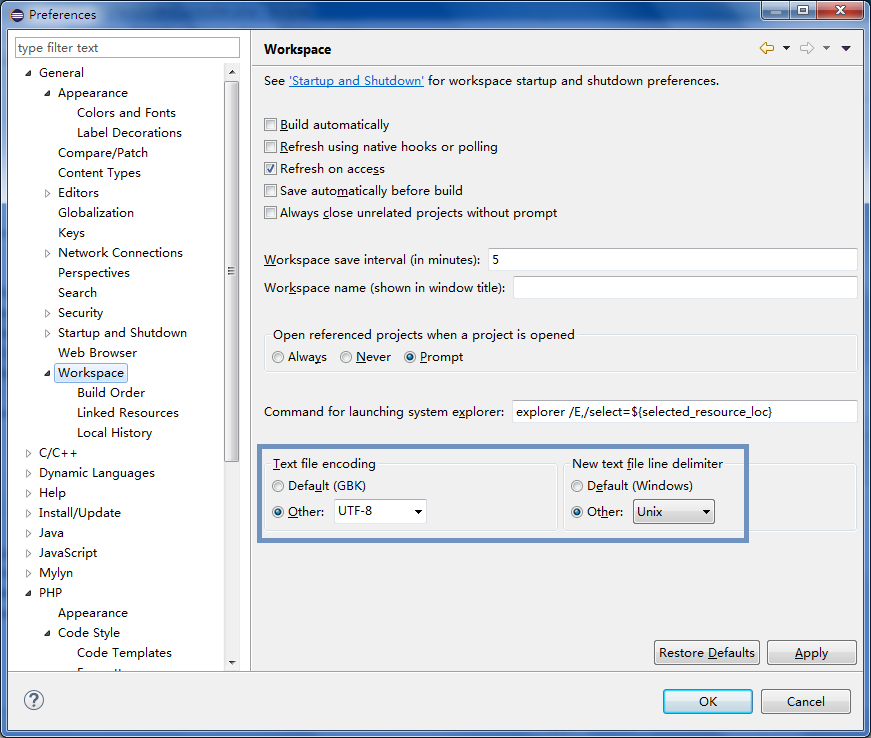 Preferences
type filter text
General
Appearance
Colors and Fonts
Label Decorations
Compare/Patch
Content Types
Editors
Globalization
Keys
Network Connections
Perspectives
Search
Security
Startup and Shutdown
Web Browser
Workspace
Build Order
Linked Resources
Local History
C/C++
Dynamic Languages
Help
Install/Update
Java
JavaScript
Mylyn
PHP
Appearance
Code Style
Code Templates
Workspace
See 'Startup and Shutdown' for workspace startup and shutdown preferences.
Build automatically
Refresh using native hooks or polling
Refresh on access
Save automatically before build
Always close unrelated projects without prompt
Workspace save interval (in minutes): 5
Workspace name (shown in window title):
Open referenced projects when a project is opened
Always Never Prompt
Command for launching system explorer: explorer /E,/select=${selected_resource_loc}
Text file encoding
Default (GBK)
Other: UTF-8
New text file line delimiter
Default (Windows)
Other: Unix
Restore Defaults Apply
OK Cancel